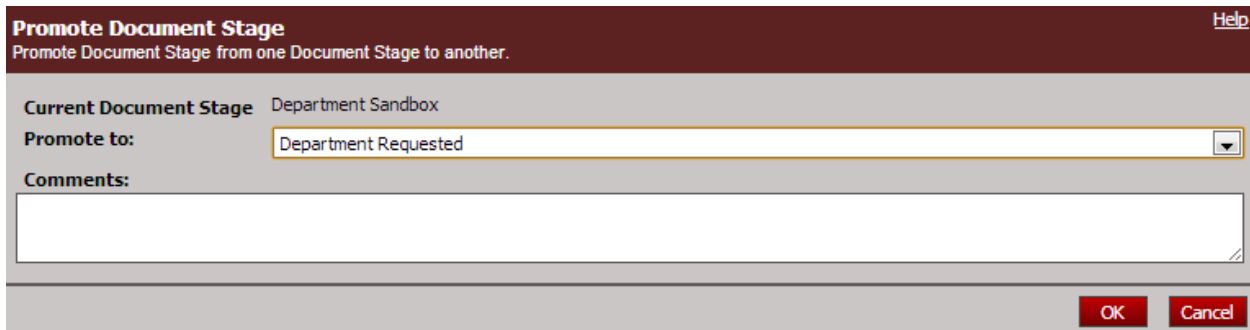 Promote Document Stage
Help
Promote Document Stage from one Document Stage to another.
Current Document Stage Department Sandbox
Promote to: Department Requested
Comments:
OK Cancel